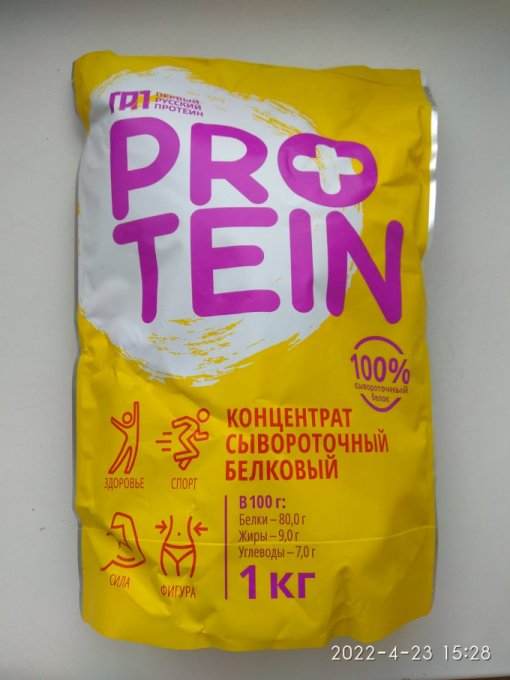 ПРП ПЕРВЫЙ
РУССКИЙ
ПРОТЕИН
PRO
TEIN
100%
сывороточный
белок
КОНЦЕНТРАТ
СЫВОРОТОЧНЫЙ
БЕЛКОВЫЙ
ЗДОРОВЬЕ СПОРТ
В 100 г:
Белки – 80,0 г
Жиры – 9,0 г
Углеводы – 7,0 г
СИЛА ФИГУРА
1 КГ
2022-4-23 15:28